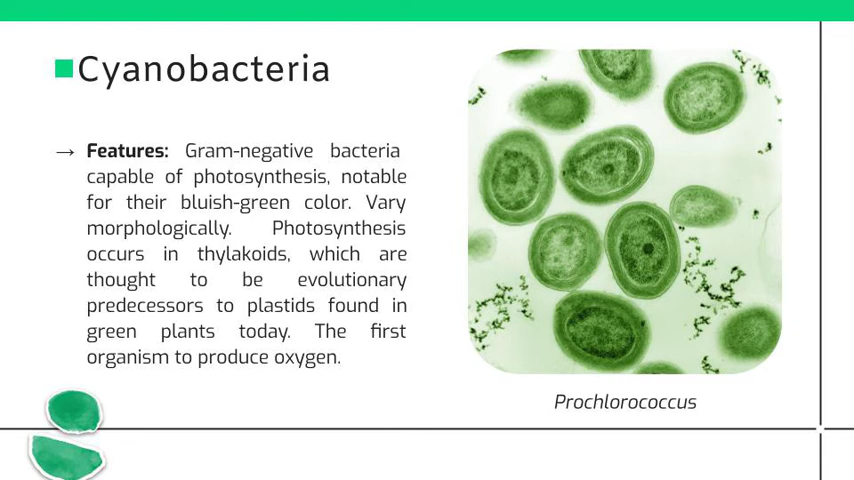 Cyanobacteria
→ Features: Gram-negative bacteria
capable of photosynthesis, notable
for their bluish-green color. Vary
morphologically. Photosynthesis
occurs in thylakoids, which are
thought to be evolutionary
predecessors to plastids found in
green plants today. The first
organism to produce oxygen.
Prochlorococcus